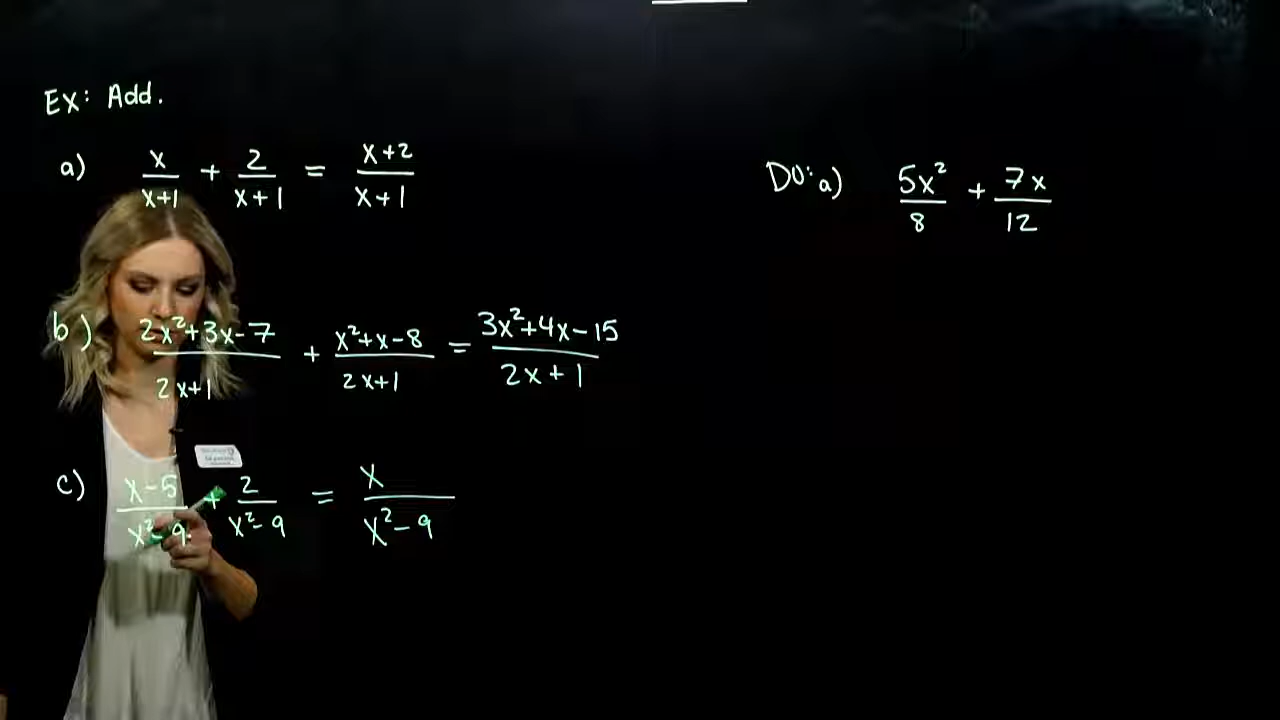 Ex: Add.
a) x/(x+1) + 2/(x+1) = (x+2)/(x+1)
b) (2x²+3x-7)/(2x+1) + (x²+x-8)/(2x+1) = (3x²+4x-15)/(2x+1)
c) (x-5)/(x²-9) + 2/(x²-9) = x/(x²-9)
DO: a) 5x²/8 + 7x/12